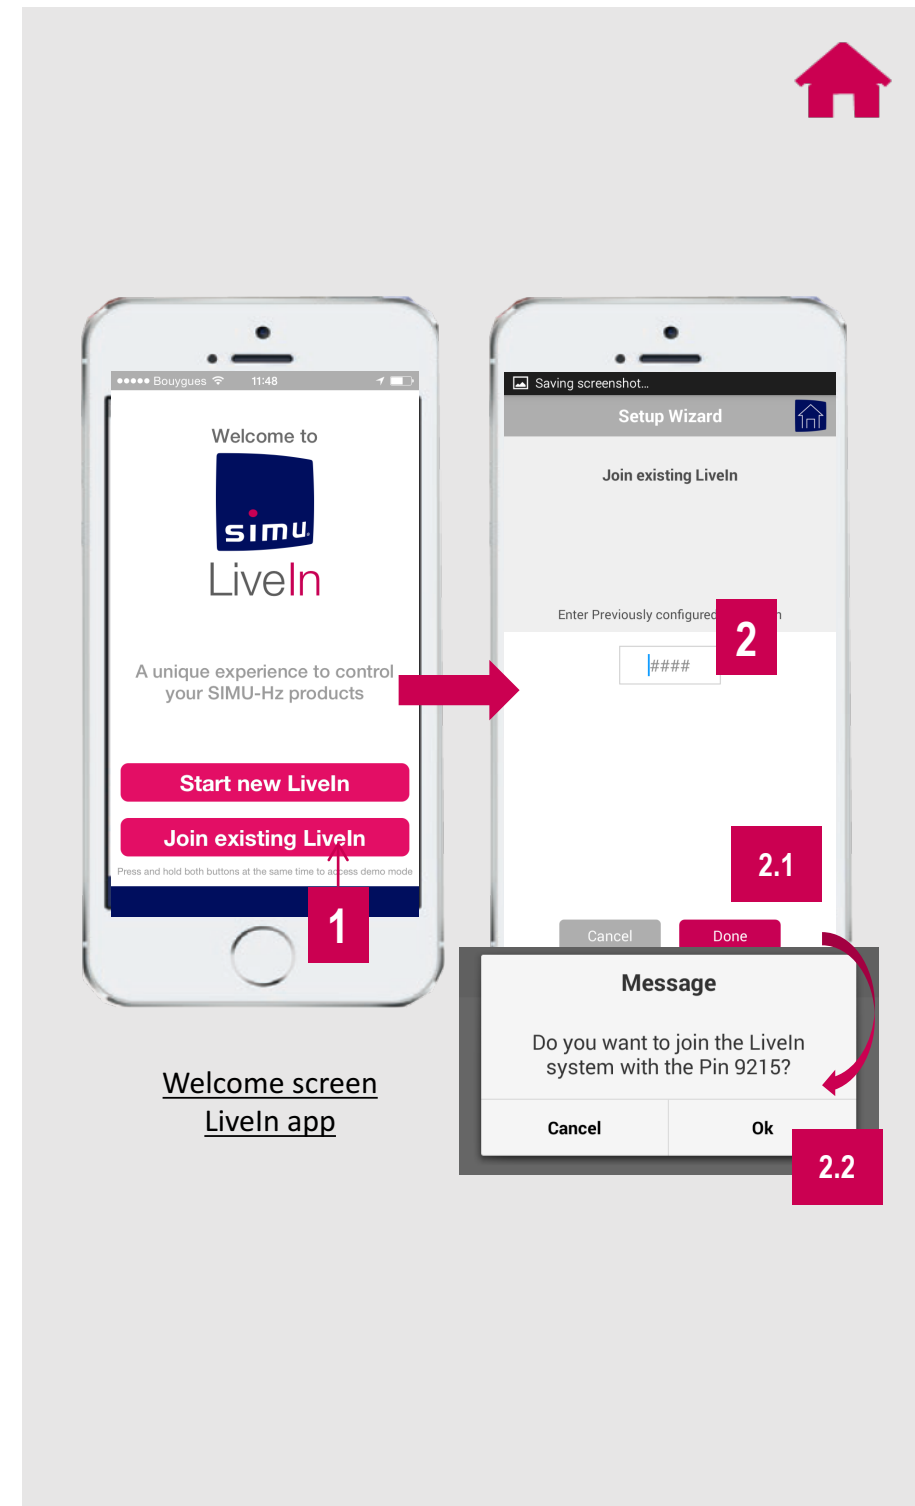 Bouygues 11:48
Welcome to
simu
LiveIn
A unique experience to control
your SIMU-Hz products
Start new LiveIn
Join existing LiveIn
Press and hold both buttons at the same time to access demo mode
1
Welcome screen
LiveIn app
Saving screenshot...
Setup Wizard
Join existing LiveIn
Enter Previously configured
2
####
2.1
Cancel Done
Message
Do you want to join the LiveIn
system with the Pin 9215?
Cancel Ok
2.2